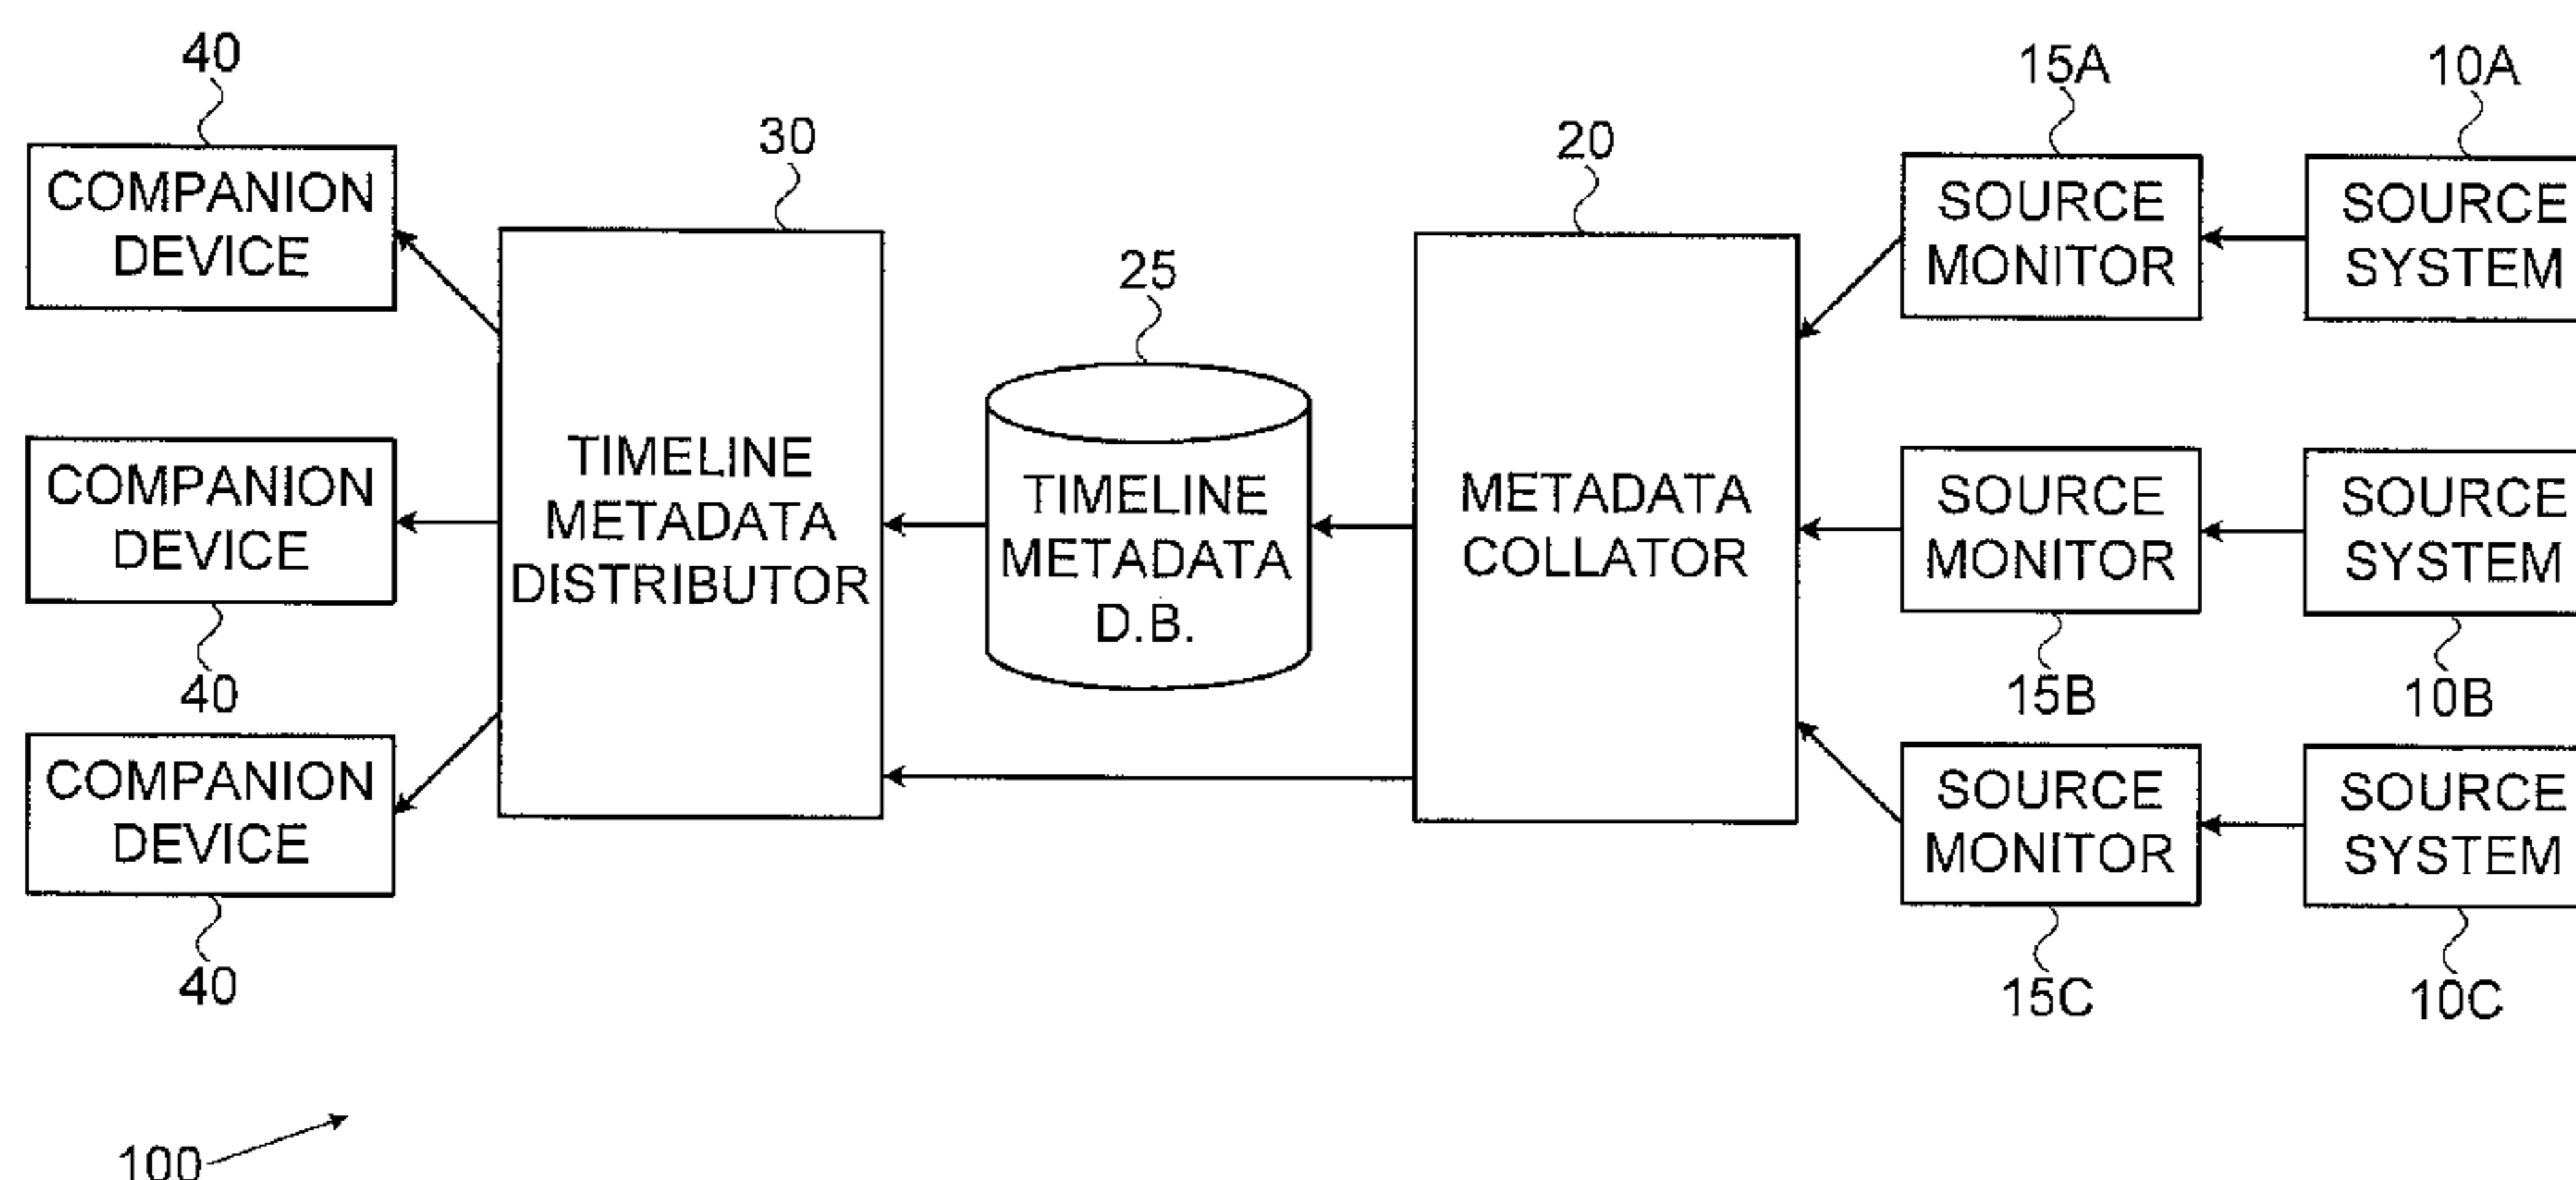 40
COMPANION
DEVICE
COMPANION
DEVICE
40
COMPANION
DEVICE
40
30
TIMELINE
METADATA
DISTRIBUTOR
25
TIMELINE
METADATA
D.B.
20
METADATA
COLLATOR
15A
SOURCE
MONITOR
SOURCE
MONITOR
15B
SOURCE
MONITOR
15C
10A
SOURCE
SYSTEM
SOURCE
SYSTEM
10B
SOURCE
SYSTEM
10C
100